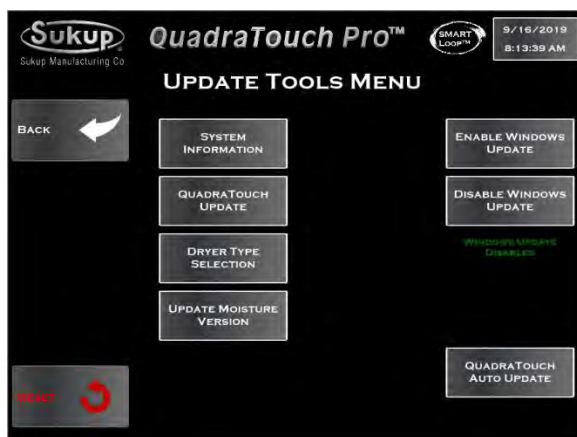 Sukup
Sukup Manufacturing Co
QuadraTouch Pro™
SMART
LOOP™
9/16/2019
8:13:39 AM
UPDATE TOOLS MENU
BACK
SYSTEM
INFORMATION
ENABLE WINDOWS
UPDATE
QUADRATOUCH
UPDATE
DISABLE WINDOWS
UPDATE
WINDOWS UPDATE
DISABLED
DRYER TYPE
SELECTION
UPDATE MOISTURE
VERSION
RESET
QUADRATOUCH
AUTO UPDATE